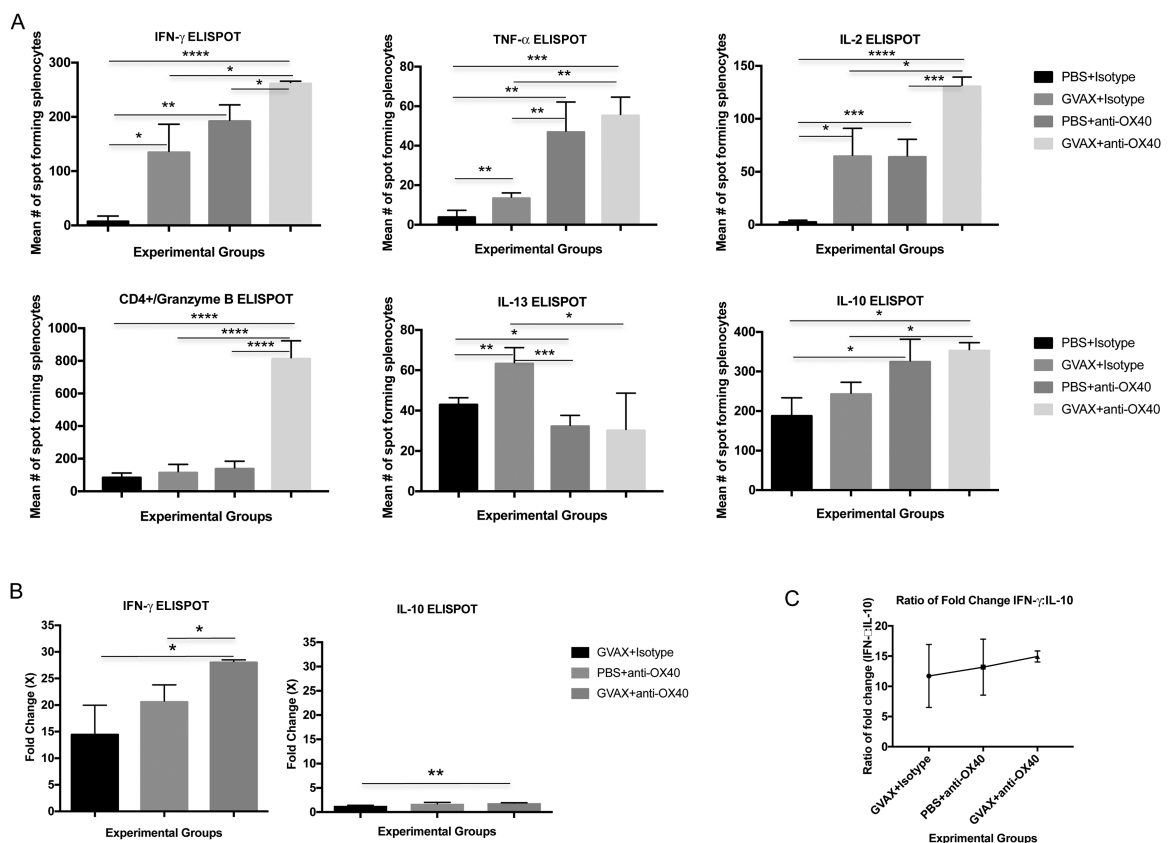 A
IFN-γ ELISPOT
Mean # of spot forming splenocytes
300
200
100
0
****
*
*
**
*
Experimental Groups
TNF-α ELISPOT
Mean # of spot forming splenocytes
80
60
40
20
0
***
**
**
**
**
Experimental Groups
IL-2 ELISPOT
Mean # of spot forming splenocytes
150
100
50
0
****
*
***
***
*
Experimental Groups
PBS+Isotype
GVAX+Isotype
PBS+anti-OX40
GVAX+anti-OX40
CD4+/Granzyme B ELISPOT
Mean # of spot forming splenocytes
1000
800
600
400
200
0
****
****
****
Experimental Groups
IL-13 ELISPOT
Mean # of spot forming splenocytes
80
60
40
20
0
*
*
**
***
Experimental Groups
IL-10 ELISPOT
Mean # of spot forming splenocytes
400
300
200
100
0
*
*
*
Experimental Groups
PBS+Isotype
GVAX+Isotype
PBS+anti-OX40
GVAX+anti-OX40
B
IFN-γ ELISPOT
Fold Change (X)
35
30
25
20
15
10
5
0
*
*
Experimental Groups
IL-10 ELISPOT
Fold Change (X)
35
30
25
20
15
10
5
0
**
Experimental Groups
GVAX+Isotype
PBS+anti-OX40
GVAX+anti-OX40
C
Ratio of Fold Change IFN-γ:IL-10
Ratio of fold change (IFN-□:IL-10)
20
15
10
5
0
GVAX+Isotype
PBS+anti-OX40
GVAX+anti-OX40
Exprimental Groups